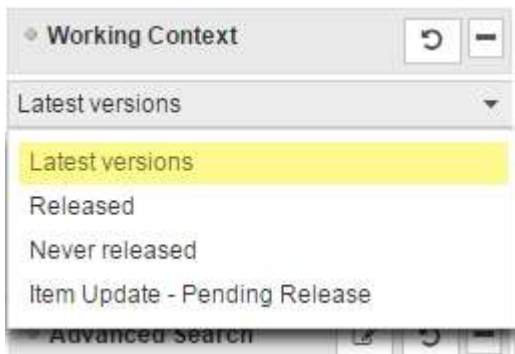 Working Context
Latest versions
Latest versions
Released
Never released
Item Update - Pending Release
Advanced Search